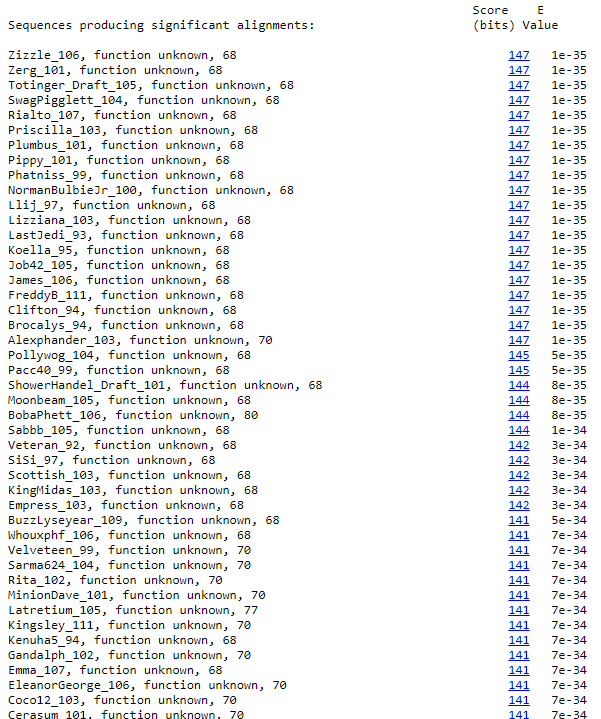 Score E
Sequences producing significant alignments: (bits) Value
Zizzle_106, function unknown, 68 147 1e-35
Zerg_101, function unknown, 68 147 1e-35
Totinger_Draft_105, function unknown, 68 147 1e-35
SwagPigglett_104, function unknown, 68 147 1e-35
Rialto_107, function unknown, 68 147 1e-35
Priscilla_103, function unknown, 68 147 1e-35
Plumbus_101, function unknown, 68 147 1e-35
Pippy_101, function unknown, 68 147 1e-35
Phatniss_99, function unknown, 68 147 1e-35
NormanBulbieJr_100, function unknown, 68 147 1e-35
Llij_97, function unknown, 68 147 1e-35
Lizziana_103, function unknown, 68 147 1e-35
LastJedi_93, function unknown, 68 147 1e-35
Koella_95, function unknown, 68 147 1e-35
Job42_105, function unknown, 68 147 1e-35
James_106, function unknown, 68 147 1e-35
FreddyB_111, function unknown, 68 147 1e-35
Clifton_94, function unknown, 68 147 1e-35
Brocalys_94, function unknown, 68 147 1e-35
Alexphander_103, function unknown, 70 147 1e-35
Pollywog_104, function unknown, 68 145 5e-35
Pacc40_99, function unknown, 68 145 5e-35
ShowerHandel_Draft_101, function unknown, 68 144 8e-35
Moonbeam_105, function unknown, 68 144 8e-35
BobaPhett_106, function unknown, 80 144 8e-35
Sabbb_105, function unknown, 68 144 1e-34
Veteran_92, function unknown, 68 142 3e-34
SiSi_97, function unknown, 68 142 3e-34
Scottish_103, function unknown, 68 142 3e-34
KingMidas_103, function unknown, 68 142 3e-34
Empress_103, function unknown, 68 142 3e-34
BuzzLyseyear_109, function unknown, 68 141 5e-34
Whouxphf_106, function unknown, 68 141 7e-34
Velveteen_99, function unknown, 70 141 7e-34
Sarma624_104, function unknown, 70 141 7e-34
Rita_102, function unknown, 70 141 7e-34
MinionDave_101, function unknown, 70 141 7e-34
Latretium_105, function unknown, 77 141 7e-34
Kingsley_111, function unknown, 70 141 7e-34
Kenuha5_94, function unknown, 68 141 7e-34
Gandalph_102, function unknown, 70 141 7e-34
Emma_107, function unknown, 68 141 7e-34
EleanorGeorge_106, function unknown, 70 141 7e-34
Coco12_103, function unknown, 70 141 7e-34
Cerasum_101, function unknown, 70 141 7e-34